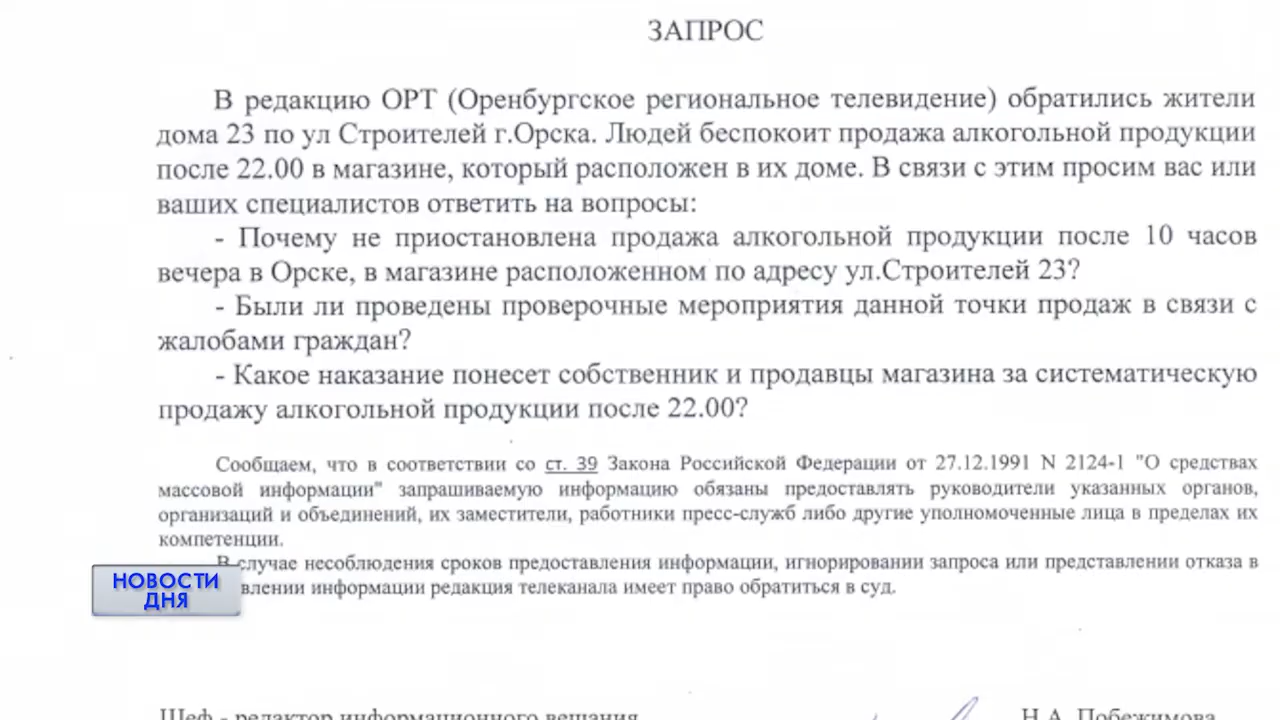 ЗАПРОС
В редакцию ОРТ (Оренбургское региональное телевидение) обратились жители
дома 23 по ул Строителей г.Орска. Людей беспокоит продажа алкогольной продукции
после 22.00 в магазине, который расположен в их доме. В связи с этим просим вас или
ваших специалистов ответить на вопросы:
- Почему не приостановлена продажа алкогольной продукции после 10 часов
вечера в Орске, в магазине расположенном по адресу ул.Строителей 23?
- Были ли проведены проверочные мероприятия данной точки продаж в связи с
жалобами граждан?
- Какое наказание понесет собственник и продавцы магазина за систематическую
продажу алкогольной продукции после 22.00?
Сообщаем, что в соответствии со ст. 39 Закона Российской Федерации от 27.12.1991 N 2124-1 "О средствах
массовой информации" запрашиваемую информацию обязаны предоставлять руководители указанных органов,
организаций и объединений, их заместители, работники пресс-служб либо другие уполномоченные лица в пределах их
компетенции.
В случае несоблюдения сроков предоставления информации, игнорировании запроса или представлении отказа в
влении информации редакция телеканала имеет право обратиться в суд.
НОВОСТИ
ДНЯ
Шеф - редактор информационного вещания Н.А. Побежимова